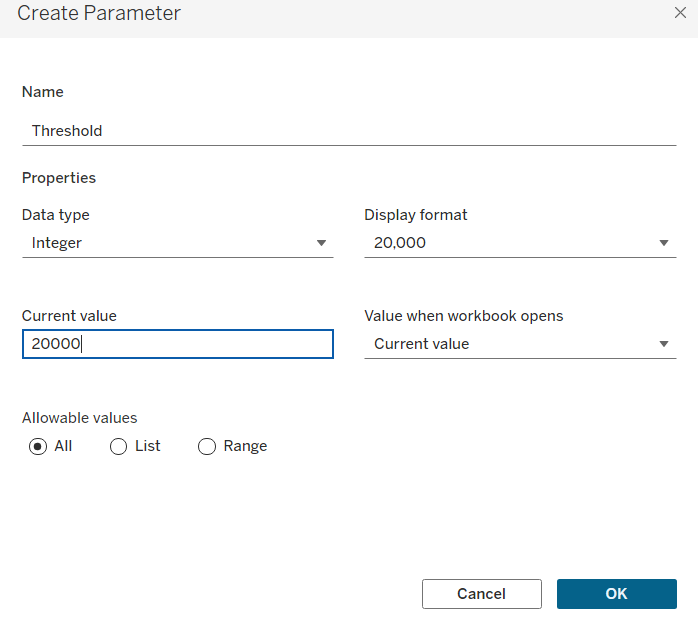 Create Parameter
Name
Threshold
Properties
Data type Display format
Integer 20,000
Current value Value when workbook opens
20000 Current value
Allowable values
All List Range
Cancel OK